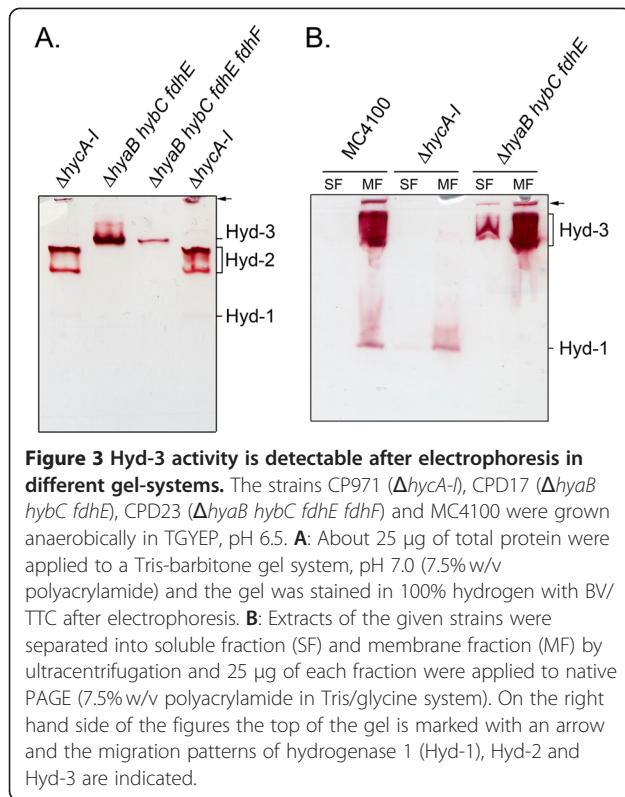 A.
B.
ΔhycA-I
ΔhyaB hybC fdhE
ΔhyaB hybC fdhE fdhF
ΔhycA-I
Hyd-3
Hyd-2
Hyd-1
MC4100
ΔhycA-I
ΔhyaB hybC fdhE
SF MF SF MF SF MF
Hyd-3
Hyd-1
Figure 3 Hyd-3 activity is detectable after electrophoresis in
different gel-systems. The strains CP971 (ΔhycA-I), CPD17 (ΔhyaB
hybC fdhE), CPD23 (ΔhyaB hybC fdhE fdhF) and MC4100 were grown
anaerobically in TGYEP, pH 6.5. A: About 25 μg of total protein were
applied to a Tris-barbitone gel system, pH 7.0 (7.5% w/v
polyacrylamide) and the gel was stained in 100% hydrogen with BV/
TTC after electrophoresis. B: Extracts of the given strains were
separated into soluble fraction (SF) and membrane fraction (MF) by
ultracentrifugation and 25 μg of each fraction were applied to native
PAGE (7.5% w/v polyacrylamide in Tris/glycine system). On the right
hand side of the figures the top of the gel is marked with an arrow
and the migration patterns of hydrogenase 1 (Hyd-1), Hyd-2 and
Hyd-3 are indicated.